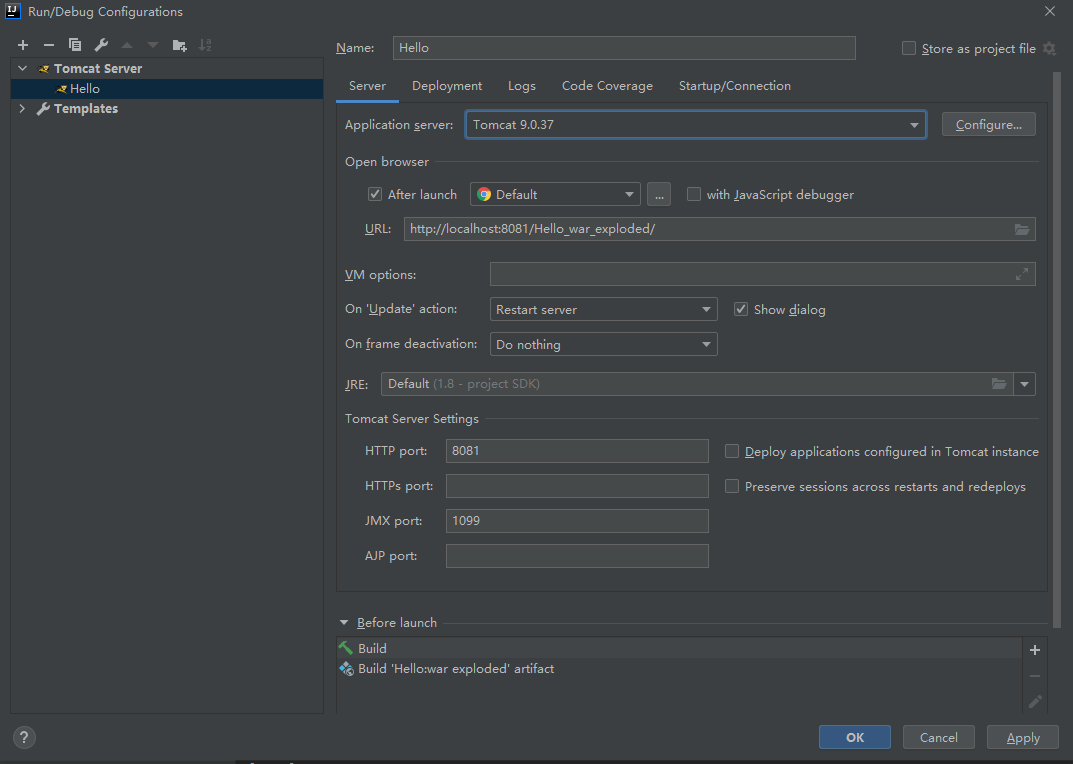 Run/Debug Configurations
Name: Hello Store as project file
Tomcat Server
Hello
Templates
Server Deployment Logs Code Coverage Startup/Connection
Application server: Tomcat 9.0.37 Configure...
Open browser
After launch Default ... with JavaScript debugger
URL: http://localhost:8081/Hello_war_exploded/
VM options:
On 'Update' action: Restart server Show dialog
On frame deactivation: Do nothing
JRE: Default (1.8 - project SDK)
Tomcat Server Settings
HTTP port: 8081 Deploy applications configured in Tomcat instance
HTTPs port: Preserve sessions across restarts and redeploys
JMX port: 1099
AJP port:
Before launch
Build
Build 'Hello:war exploded' artifact
? OK Cancel Apply